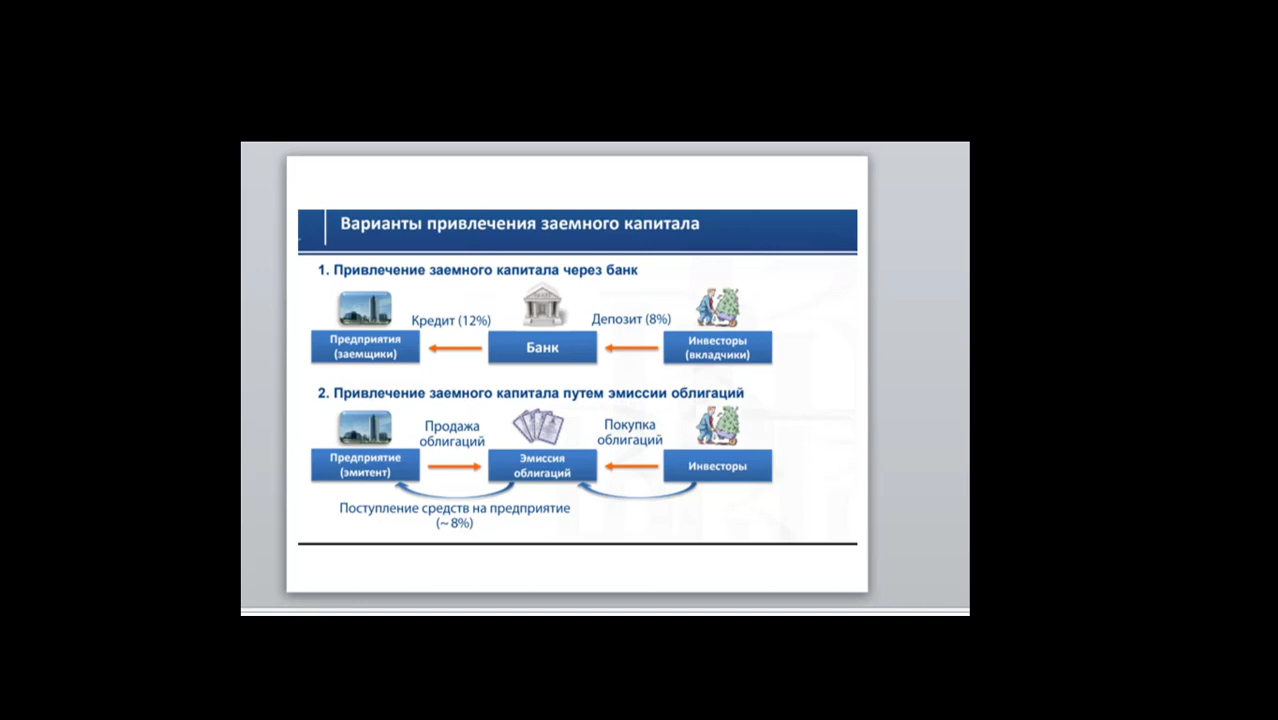 Варианты привлечения заемного капитала
1. Привлечение заемного капитала через банк
Кредит (12%)
Депозит (8%)
Предприятия
(заемщики)
Банк
Инвесторы
(вкладчики)
2. Привлечение заемного капитала путем эмиссии облигаций
Продажа
облигаций
Покупка
облигаций
Предприятие
(эмитент)
Эмиссия
облигаций
Инвесторы
Поступление средств на предприятие
(~ 8%)